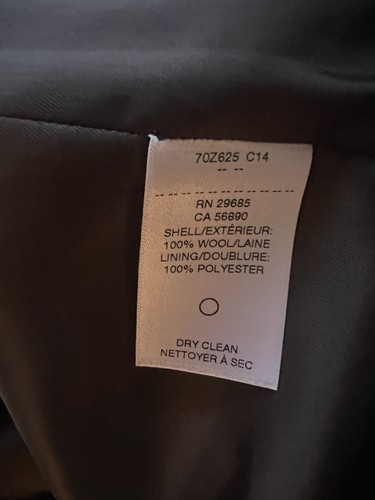 70Z625 C14
-- --
RN 29685
CA 56890
SHELL/EXTÉRIEUR:
100% WOOL/LAINE
LINING/DOUBLURE:
100% POLYESTER
DRY CLEAN
NETTOYER À SEC